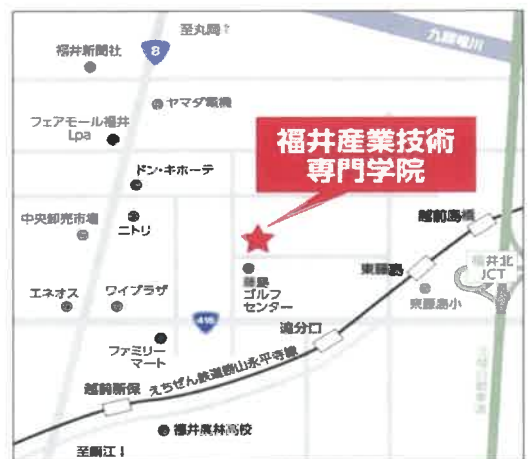 至丸岡↑
8
九頭竜川
福井新聞社
ヤマダ電機
フェアモール福井
Lpa
福井産業技術
専門学院
ドン・キホーテ
中央卸売市場
ニトリ
越前島橋
藤島
ゴルフ
センター
東藤島
福井北
JCT
東藤島小
エネオス
ワイプラザ
416
追分口
ファミリー
マート
越前新保
えちぜん鉄道勝山永平寺線
福井農林高校
至鯖江↓